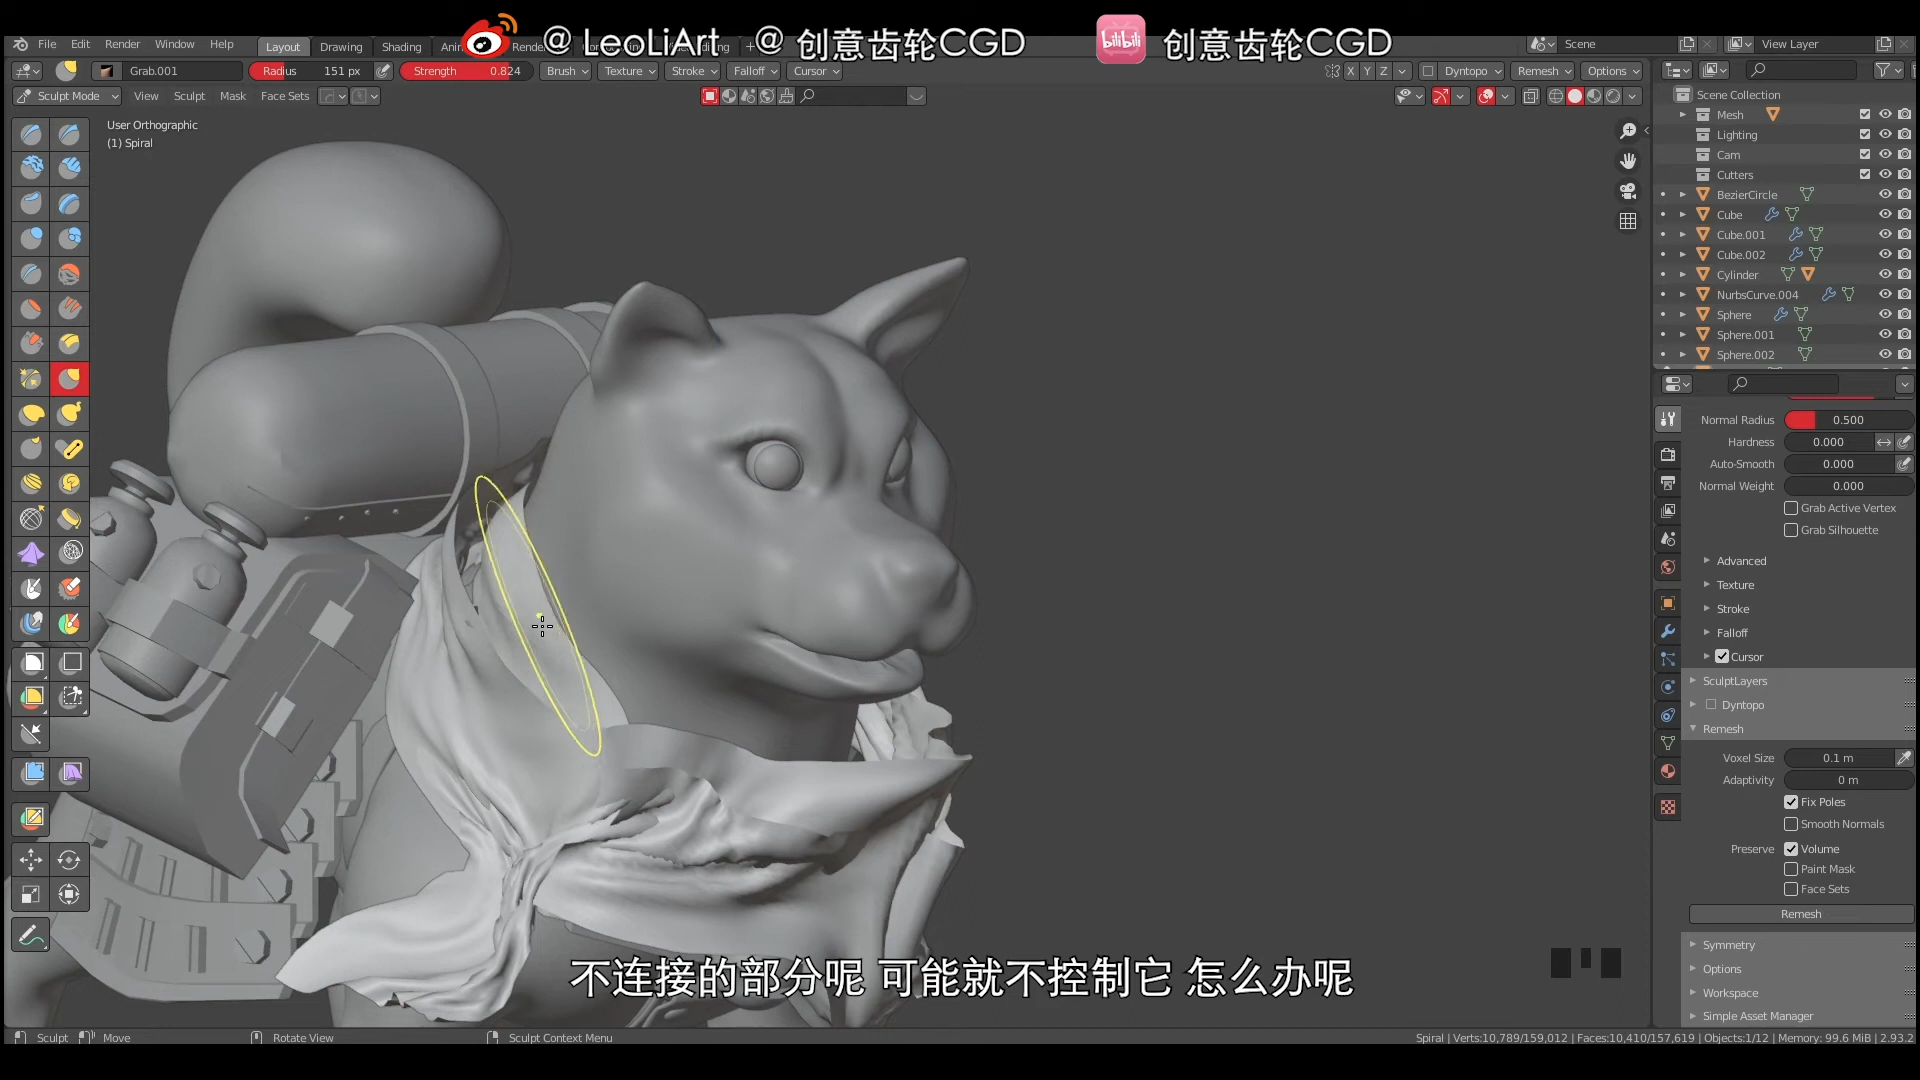 @ LeoLiArt @ 创意齿轮CGD bilibili 创意齿轮CGD
File Edit Render Window Help Layout Drawing Shading Scene View Layer
Grab.001 Radius 151 px Strength 0.824 Brush Texture Stroke Falloff Cursor X Y Z Dyntopo Remesh Options
Sculpt Mode View Sculpt Mask Face Sets
User Orthographic
(1) Spiral
Scene Collection
Mesh
Lighting
Cam
Cutters
BezierCircle
Cube
Cube.001
Cube.002
Cylinder
NurbsCurve.004
Sphere
Sphere.001
Sphere.002
Normal Radius 0.500
Hardness 0.000
Auto-Smooth 0.000
Normal Weight 0.000
Grab Active Vertex
Grab Silhouette
Advanced
Texture
Stroke
Falloff
Cursor
SculptLayers
Dyntopo
Remesh
Voxel Size 0.1 m
Adaptivity 0 m
Fix Poles
Smooth Normals
Preserve Volume
Paint Mask
Face Sets
Remesh
Symmetry
Options
Workspace
Simple Asset Manager
不连接的部分呢 可能就不控制它 怎么办呢
Sculpt Move Rotate View Sculpt Context Menu Spiral | Verts:10,789/159,012 | Faces:10,410/157,619 | Objects:1/12 | Memory: 99.6 MiB | 2.93.2